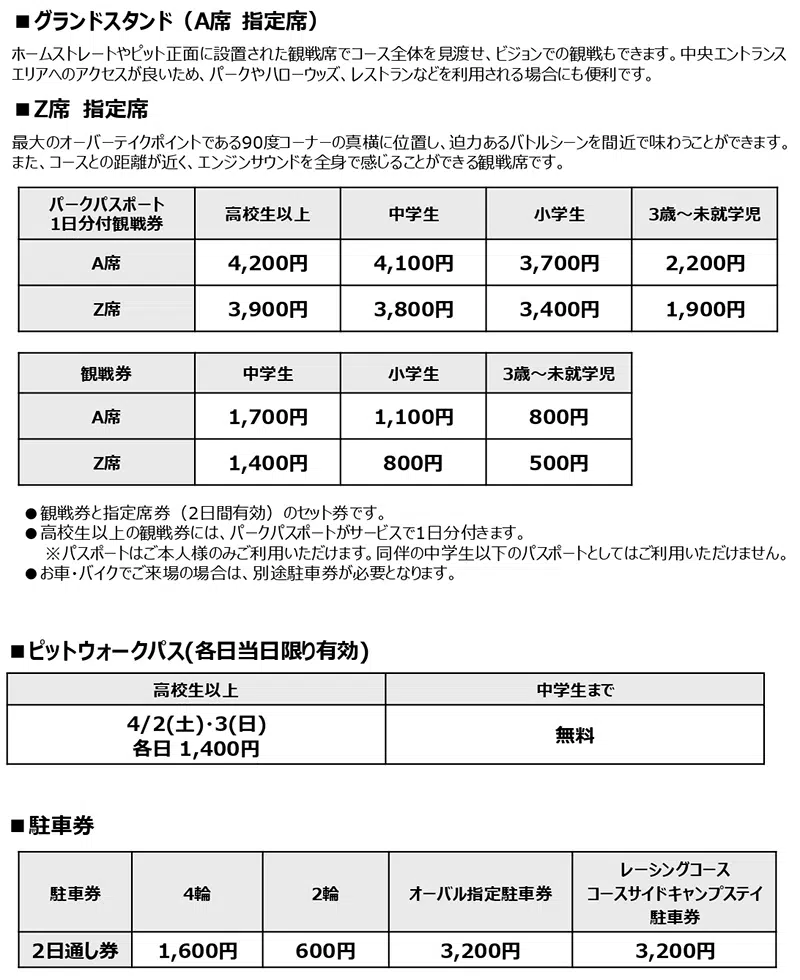 ■グランドスタンド（A席 指定席）
ホームストレートやピット正面に設置された観戦席でコース全体を見渡せ、ビジョンでの観戦もできます。中央エントランス
エリアへのアクセスが良いため、パークやハローウッズ、レストランなどを利用される場合にも便利です。
■Z席 指定席
最大のオーバーテイクポイントである90度コーナーの真横に位置し、迫力あるバトルシーンを間近で味わうことができます。
また、コースとの距離が近く、エンジンサウンドを全身で感じることができる観戦席です。
パークパスポート
1日分付観戦券 高校生以上 中学生 小学生 3歳～未就学児
A席 4,200円 4,100円 3,700円 2,200円
Z席 3,900円 3,800円 3,400円 1,900円
観戦券 中学生 小学生 3歳～未就学児
A席 1,700円 1,100円 800円
Z席 1,400円 800円 500円
●観戦券と指定席券（2日間有効）のセット券です。
●高校生以上の観戦券には、パークパスポートがサービスで1日分付きます。
※パスポートはご本人様のみご利用いただけます。同伴の中学生以下のパスポートとしてはご利用いただけません。
●お車・バイクでご来場の場合は、別途駐車券が必要となります。
■ピットウォークパス(各日当日限り有効)
高校生以上 中学生まで
4/2(土)・3(日)
各日 1,400円 無料
■駐車券
駐車券 4輪 2輪 オーバル指定駐車券 レーシングコース
コースサイドキャンプステイ
駐車券
2日通し券 1,600円 600円 3,200円 3,200円